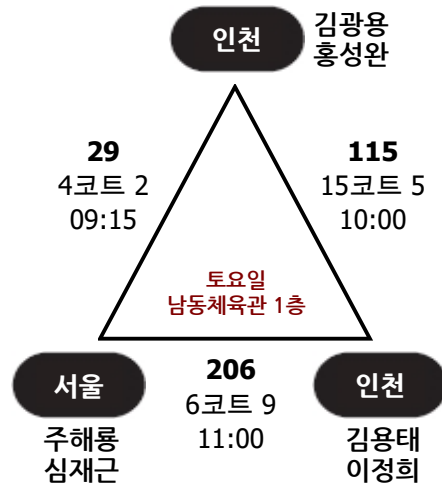 인천
김광용
홍성완
29
4코트 2
09:15
115
15코트 5
10:00
토요일
남동체육관 1층
서울
주해룡
심재근
206
6코트 9
11:00
인천
김용태
이정희